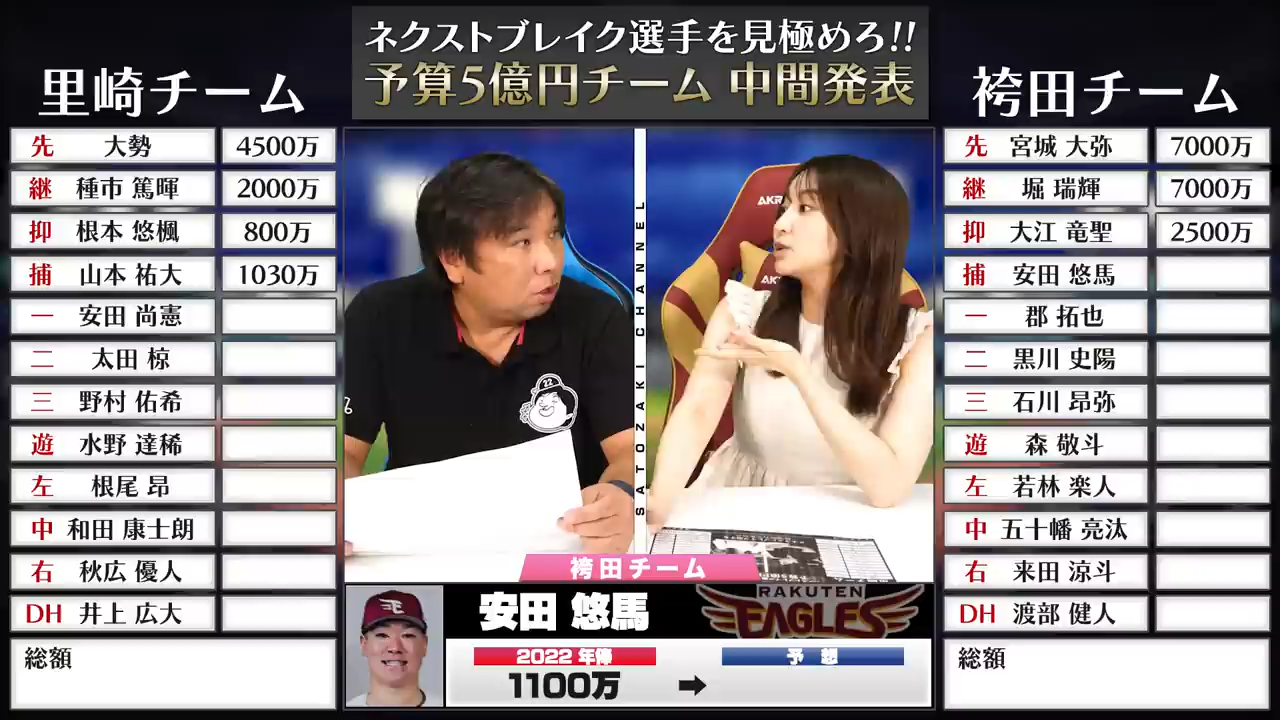 ネクストブレイク選手を見極めろ!!
予算5億円チーム 中間発表
里崎チーム
先 大勢 4500万
継 種市 篤暉 2000万
抑 根本 悠楓 800万
捕 山本 祐大 1030万
一 安田 尚憲
二 太田 椋
三 野村 佑希
遊 水野 達稀
左 根尾 昂
中 和田 康士朗
右 秋広 優人
DH 井上 広大
総額
AKR
AK
22
SATOZAKI CHANNEL
袴田チーム
先 宮城 大弥 7000万
継 堀 瑞輝 7000万
抑 大江 竜聖 2500万
捕 安田 悠馬
一 郡 拓也
二 黒川 史陽
三 石川 昂弥
遊 森 敬斗
左 若林 楽人
中 五十幡 亮汰
右 来田 涼斗
DH 渡部 健人
総額
袴田チーム
安田 悠馬
RAKUTEN
EAGLES
2022 年俸
予 想
1100万 ➡